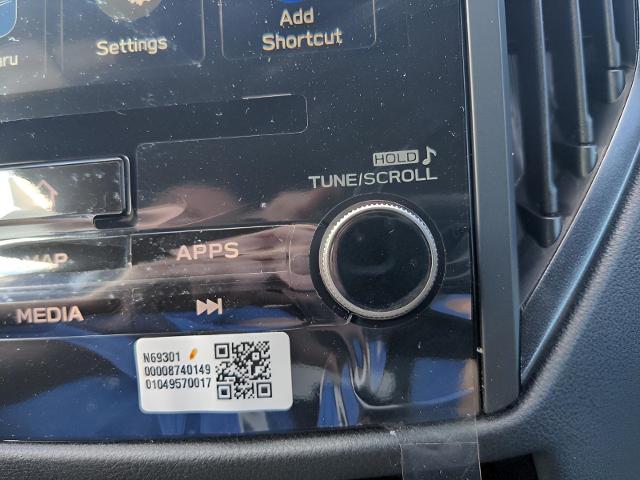 Settings
Add
Shortcut
HOLD
TUNE/SCROLL
APPS
MEDIA
N69301
00008740149
01049570017